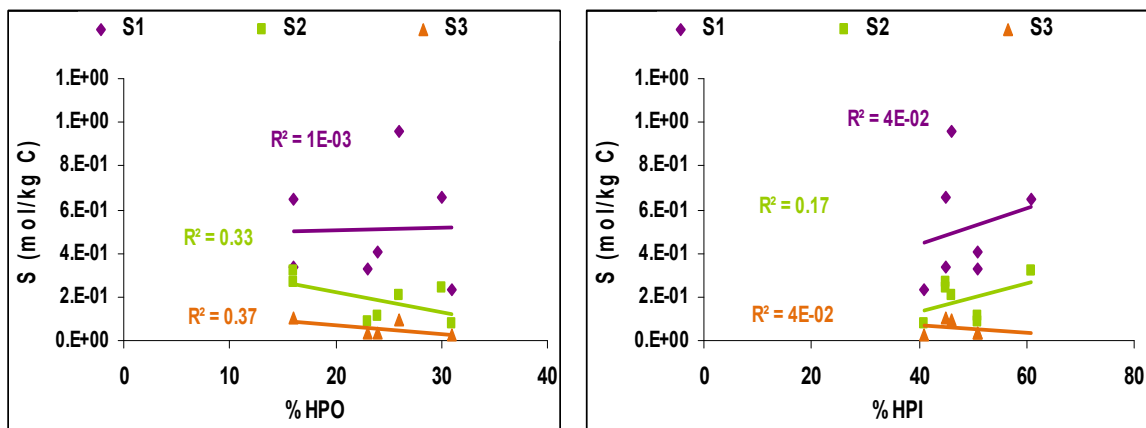 S1 S2 S3
1.E+00
1.E+00
8.E-01
6.E-01
4.E-01
2.E-01
0.E+00
S (mol/kg C)
R² = 1E-03
R² = 0.33
R² = 0.37
0 10 20 30 40
%HPO
S1 S2 S3
1.E+00
1.E+00
8.E-01
6.E-01
4.E-01
2.E-01
0.E+00
S (mol/kg C)
R² = 4E-02
R² = 0.17
R² = 4E-02
0 20 40 60 80
%HPI